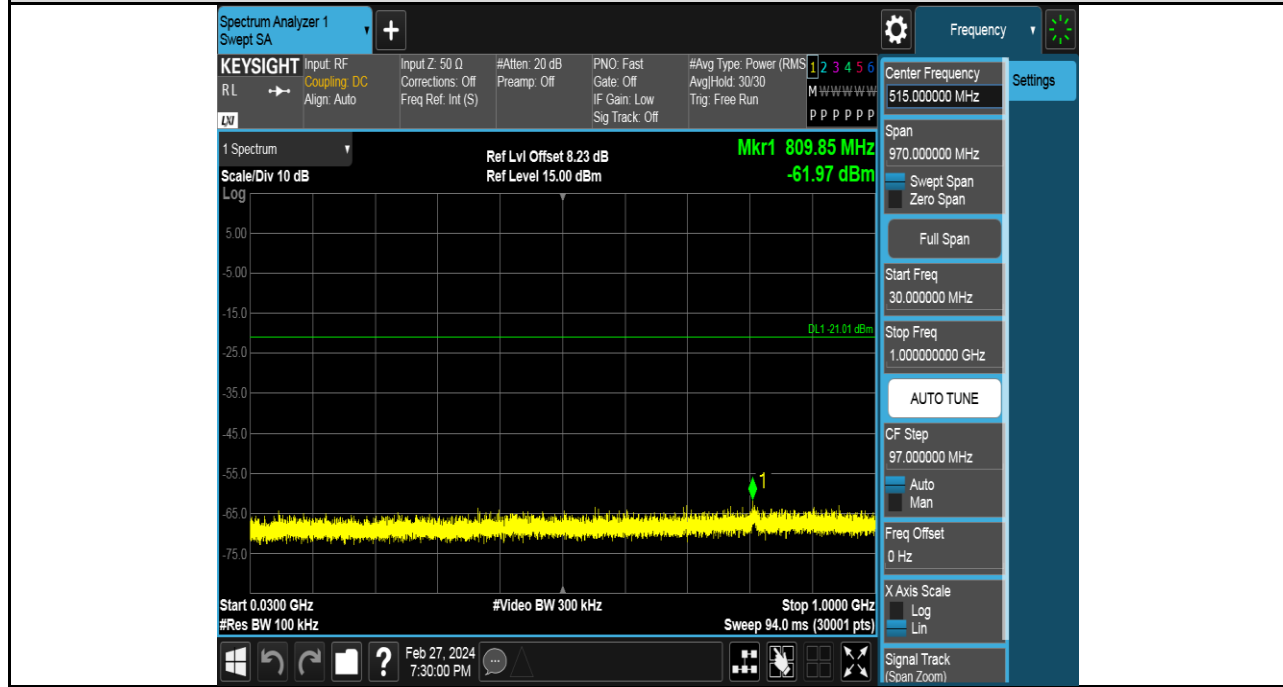 Spectrum Analyzer 1
Swept SA
+
Frequency
KEYSIGHT
RL
LXI
Input: RF
Coupling: DC
Align: Auto
Input Z: 50 Ω
Corrections: Off
Freq Ref: Int (S)
#Atten: 20 dB
Preamp: Off
PNO: Fast
Gate: Off
IF Gain: Low
Sig Track: Off
#Avg Type: Power (RMS
Avg|Hold: 30/30
Trig: Free Run
1 2 3 4 5 6
M W W W W W
P P P P P P
Center Frequency
515.000000 MHz
Settings
1 Spectrum
Scale/Div 10 dB
Ref Lvl Offset 8.23 dB
Ref Level 15.00 dBm
Mkr1 809.85 MHz
-61.97 dBm
Log
5.00
-5.00
-15.0
-25.0
-35.0
-45.0
-55.0
-65.0
-75.0
DL1 -21.01 dBm
1
Start 0.0300 GHz
#Res BW 100 kHz
#Video BW 300 kHz
Stop 1.0000 GHz
Sweep 94.0 ms (30001 pts)
Span
970.000000 MHz
Swept Span
Zero Span
Full Span
Start Freq
30.000000 MHz
Stop Freq
1.000000000 GHz
AUTO TUNE
CF Step
97.000000 MHz
Auto
Man
Freq Offset
0 Hz
X Axis Scale
Log
Lin
Signal Track
(Span Zoom)
?
Feb 27, 2024
7:30:00 PM